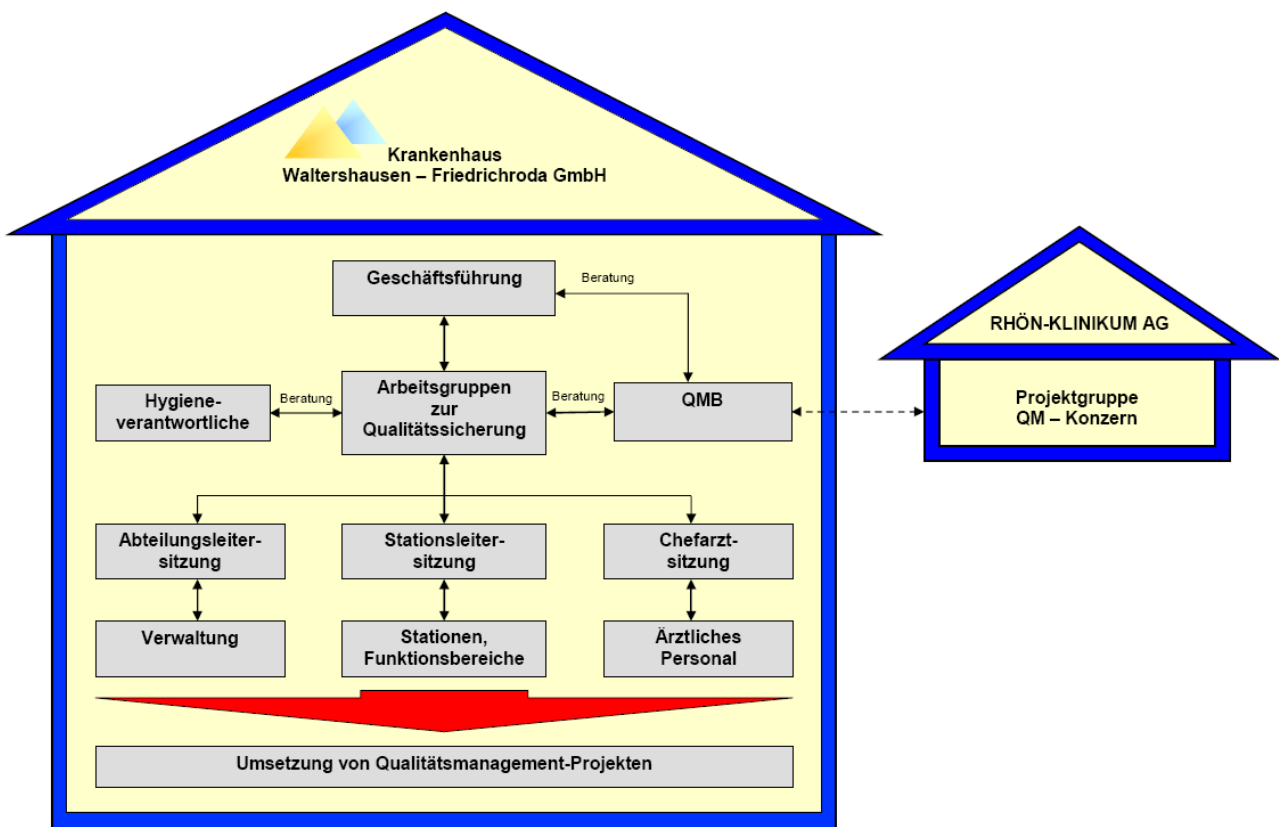 Krankenhaus
Waltershausen – Friedrichroda GmbH
Geschäftsführung
Beratung
RHÖN-KLINIKUM AG
Hygiene-
verantwortliche
Beratung
Arbeitsgruppen
zur
Qualitätssicherung
Beratung
QMB
Projektgruppe
QM – Konzern
Abteilungsleiter-
sitzung
Stationsleiter-
sitzung
Chefarzt-
sitzung
Verwaltung
Stationen,
Funktionsbereiche
Ärztliches
Personal
Umsetzung von Qualitätsmanagement-Projekten